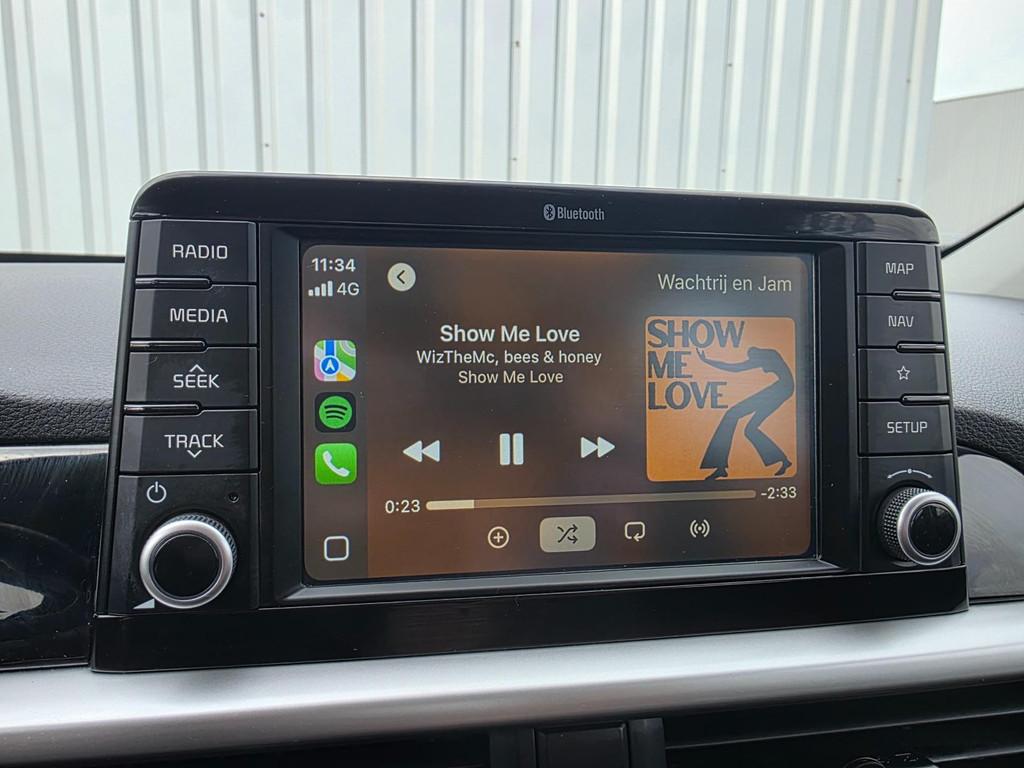 Bluetooth
RADIO
MEDIA
SEEK
TRACK
11:34
4G
Wachtrij en Jam
Show Me Love
WizTheMc, bees & honey
Show Me Love
SHOW
ME
LOVE
0:23
-2:33
MAP
NAV
SETUP